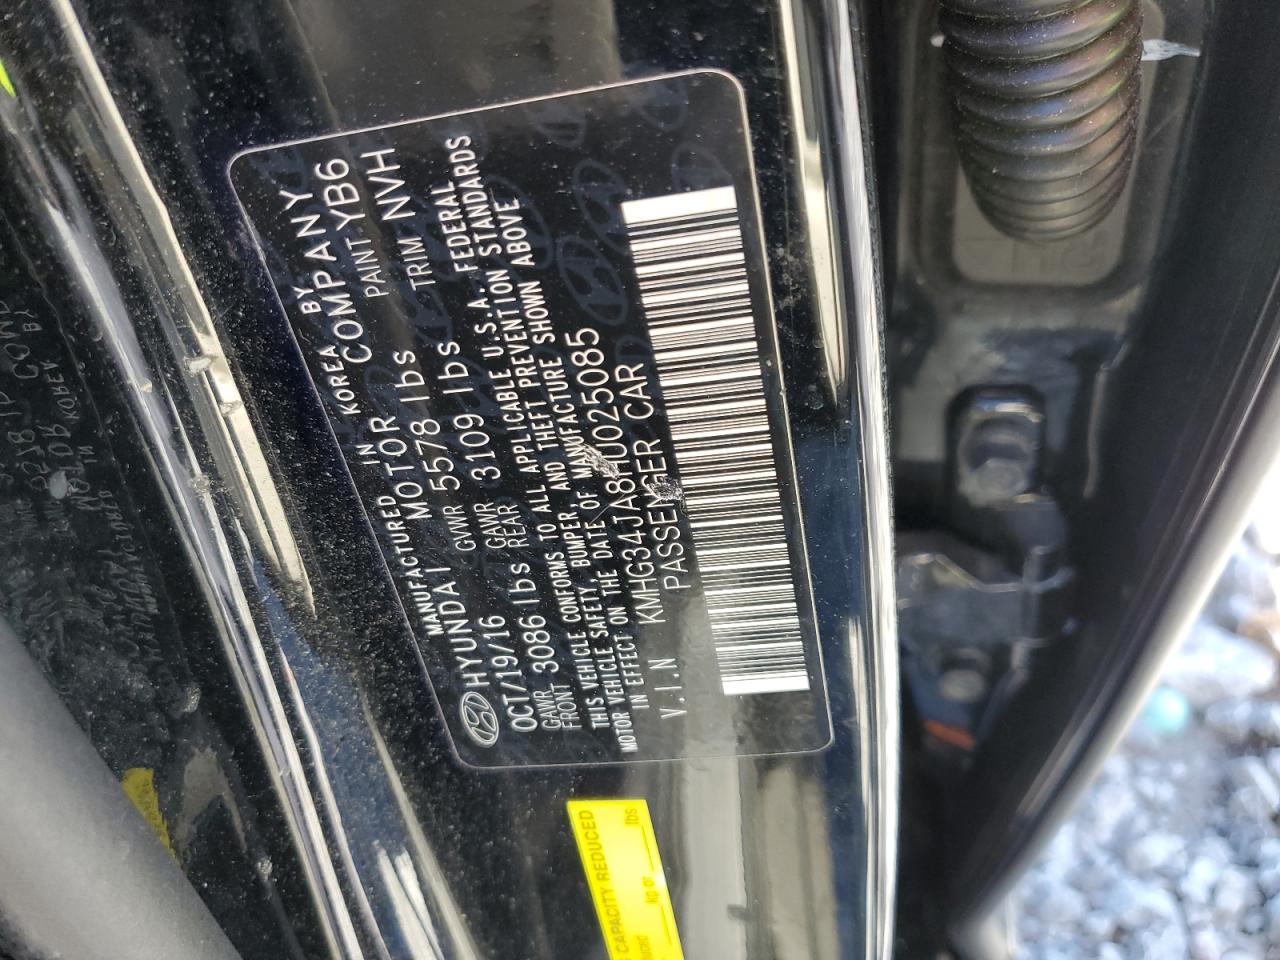 MANUFACTURED IN KOREA BY
HYUNDAI MOTOR COMPANY
OCT/19/16 GVWR 5578 lbs PAINT YB6
GAWR FRONT 3086 lbs GAWR REAR 3109 lbs TRIM NVH
THIS VEHICLE CONFORMS TO ALL APPLICABLE U.S.A. FEDERAL
MOTOR VEHICLE SAFETY, BUMPER, AND THEFT PREVENTION STANDARDS
IN EFFECT ON THE DATE OF MANUFACTURE SHOWN ABOVE
V.I.N KMHG34JA8HU025085
PASSENGER CAR
CAPACITY REDUCED
kg or lbs